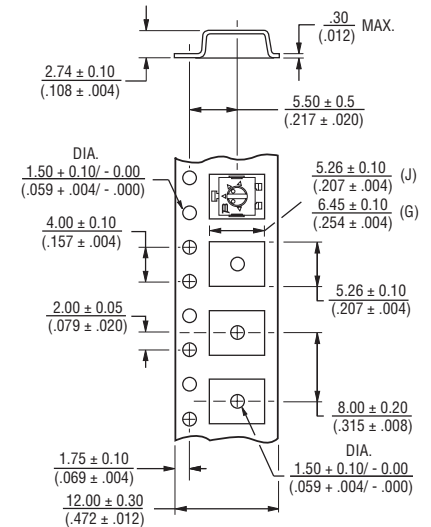 .30
(.012)
MAX.
2.74 ± 0.10
(.108 ± .004)
5.50 ± 0.5
(.217 ± .020)
DIA.
1.50 + 0.10/ - 0.00
(.059 + .004/ - .000)
5.26 ± 0.10
(.207 ± .004)
(J)
6.45 ± 0.10
(.254 ± .004)
(G)
4.00 ± 0.10
(.157 ± .004)
5.26 ± 0.10
(.207 ± .004)
2.00 ± 0.05
(.079 ± .020)
8.00 ± 0.20
(.315 ± .008)
DIA.
1.50 + 0.10/ - 0.00
(.059 + .004/ - .000)
1.75 ± 0.10
(.069 ± .004)
12.00 ± 0.30
(.472 ± .012)